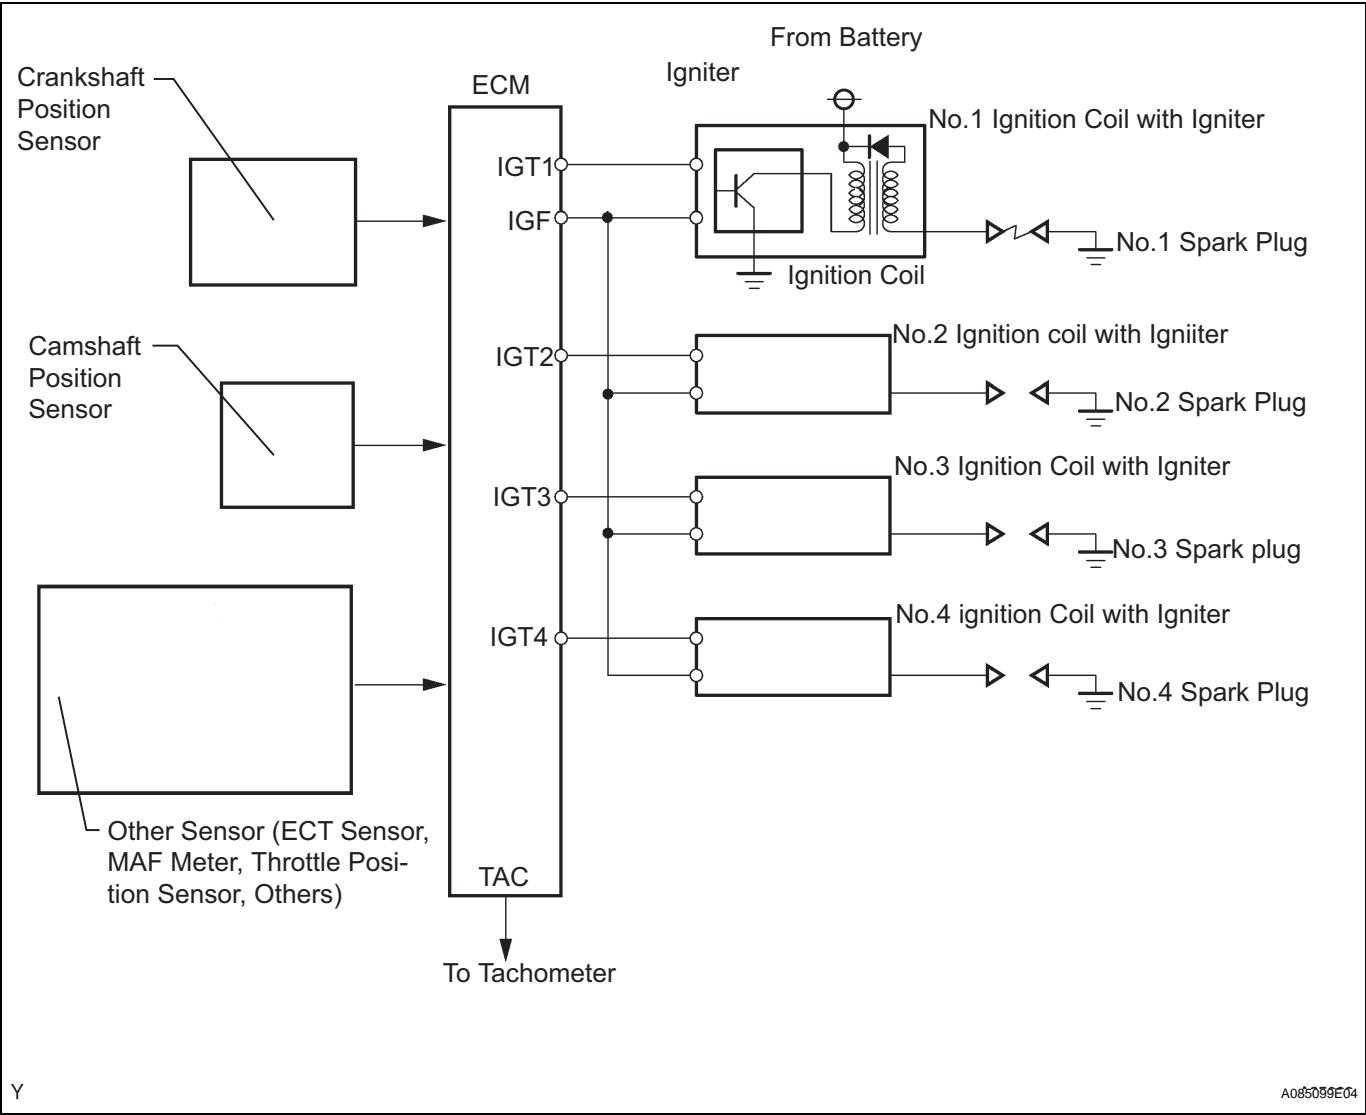 From Battery
Igniter
Crankshaft
Position
Sensor
ECM
No.1 Ignition Coil with Igniter
IGT1
IGF
No.1 Spark Plug
Ignition Coil
Camshaft
Position
Sensor
No.2 Ignition coil with Igniiter
IGT2
No.2 Spark Plug
No.3 Ignition Coil with Igniter
IGT3
No.3 Spark plug
No.4 ignition Coil with Igniter
IGT4
No.4 Spark Plug
Other Sensor (ECT Sensor,
MAF Meter, Throttle Posi-
tion Sensor, Others)
TAC
To Tachometer
Y
A085099E04